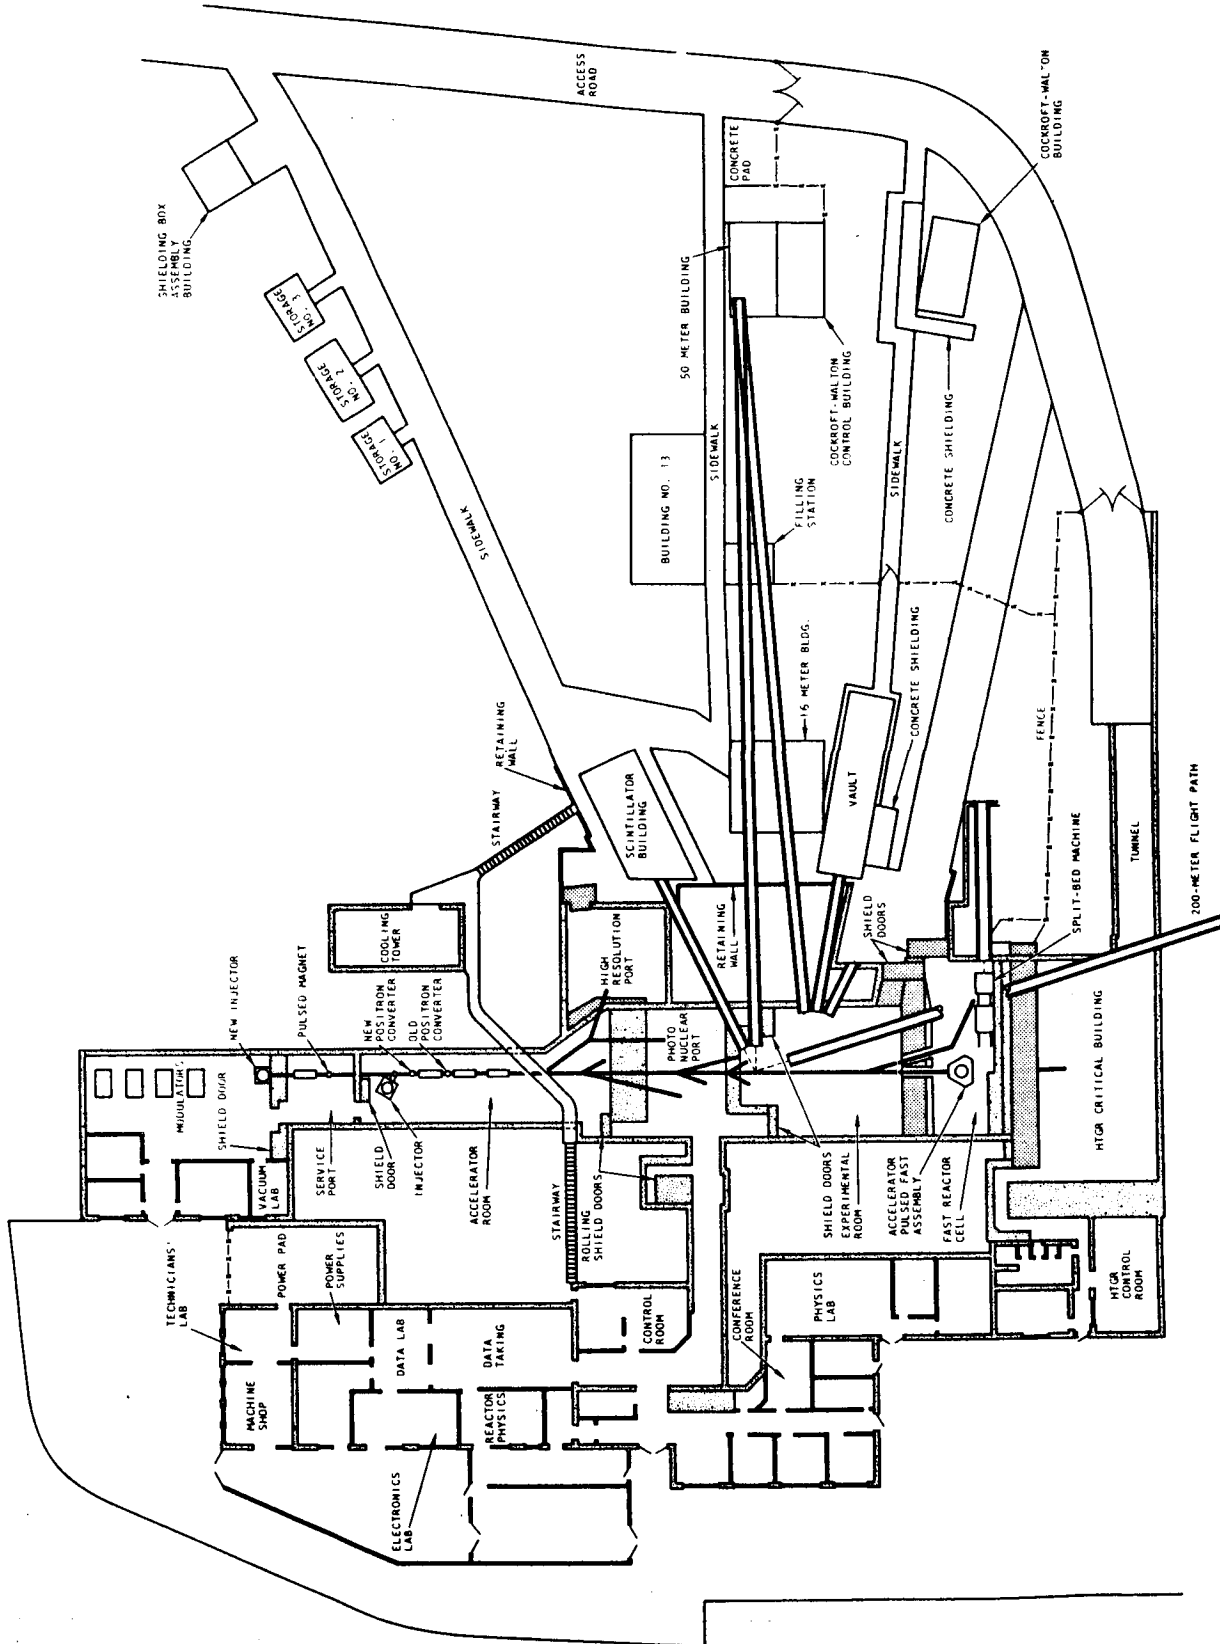 SHIELDING BOX
ASSEMBLY
BUILDING
STORAGE
NO. 3
STORAGE
NO. 2
STORAGE
NO. 1
ACCESS
ROAD
SIDEWALK
CONCRETE
PAD
COCKROFT-WALTON
BUILDING
50 METER BUILDING
SIDEWALK
BUILDING NO. 13
COCKROFT-WALTON
CONTROL BUILDING
FILLING
STATION
SIDEWALK
CONCRETE SHIELDING
RETAINING
WALL
STAIRWAY
SCINTILLATOR
BUILDING
16 METER BLDG.
VAULT
CONCRETE SHIELDING
FENCE
TUNNEL
200-METER FLIGHT PATH
SPLIT-BED MACHINE
SHIELD
DOORS
RETAINING
WALL
HIGH
RESOLUTION
PORT
COOLING
TOWER
NEW INJECTOR
PULSED MAGNET
NEW
POSITRON
CONVERTER
OLD
POSITRON
CONVERTER
PHOTO
NUCLEAR
PORT
MODULATORS
SHIELD DOOR
VACUUM
LAB
SERVICE
PORT
SHIELD
DOOR
INJECTOR
ACCELERATOR
ROOM
STAIRWAY
ROLLING
SHIELD DOORS
SHIELD DOORS
EXPERIMENTAL
ROOM
ACCELERATOR
PULSED FAST
ASSEMBLY
FAST REACTOR
CELL
HTGR CRITICAL BUILDING
TECHNICIANS'
LAB
POWER PAD
POWER
SUPPLIES
MACHINE
SHOP
DATA LAB
DATA
TAKING
REACTOR
PHYSICS
ELECTRONICS
LAB
CONTROL
ROOM
CONFERENCE
ROOM
PHYSICS
LAB
HTGR
CONTROL
ROOM